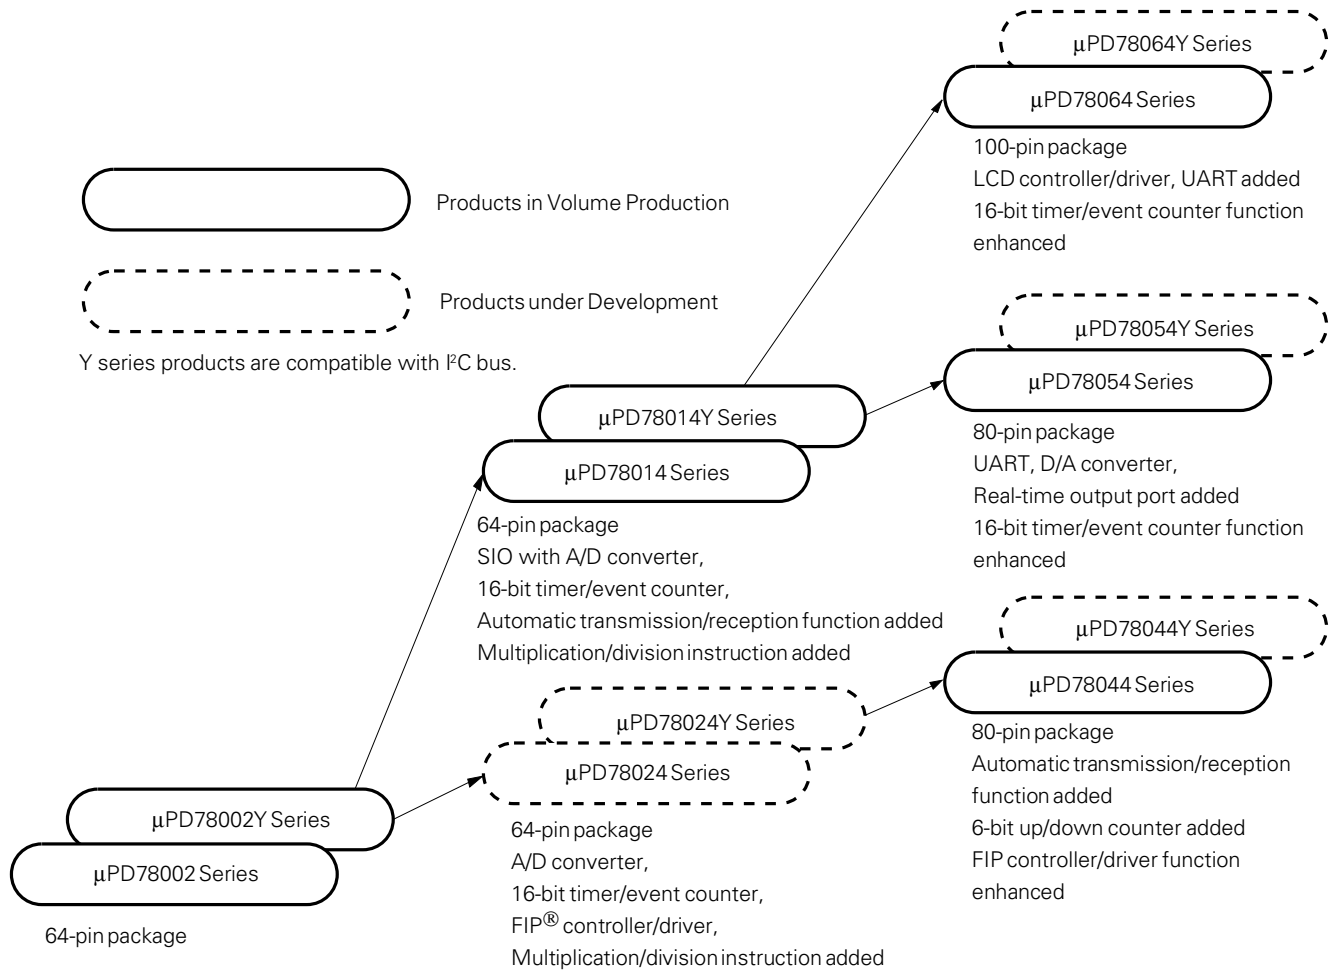 μPD78064Y Series
μPD78064 Series
100-pin package
LCD controller/driver, UART added
16-bit timer/event counter function
enhanced
Products in Volume Production
Products under Development
Y series products are compatible with I²C bus.
μPD78054Y Series
μPD78054 Series
80-pin package
UART, D/A converter,
Real-time output port added
16-bit timer/event counter function
enhanced
μPD78014Y Series
μPD78014 Series
64-pin package
SIO with A/D converter,
16-bit timer/event counter,
Automatic transmission/reception function added
Multiplication/division instruction added
μPD78044Y Series
μPD78044 Series
80-pin package
Automatic transmission/reception
function added
6-bit up/down counter added
FIP controller/driver function
enhanced
μPD78024Y Series
μPD78024 Series
64-pin package
A/D converter,
16-bit timer/event counter,
FIP® controller/driver,
Multiplication/division instruction added
μPD78002Y Series
μPD78002 Series
64-pin package